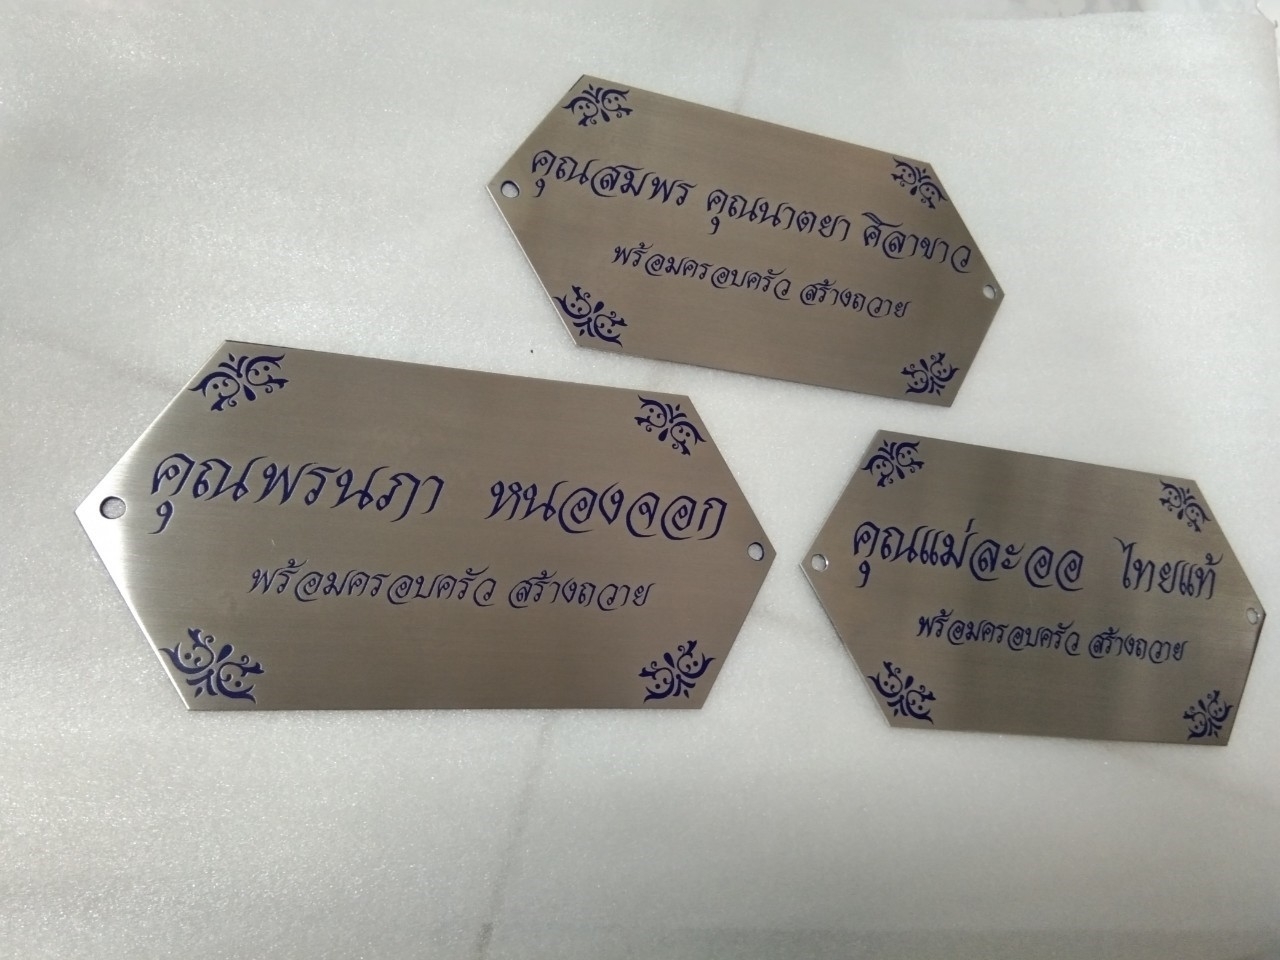 คุณสมพร คุณนาตยา ศิลาขาว
พร้อมครอบครัว สร้างถวาย
คุณพรนภา หนองจอก
พร้อมครอบครัว สร้างถวาย
คุณแม่ละออ ไทยแท้
พร้อมครอบครัว สร้างถวาย